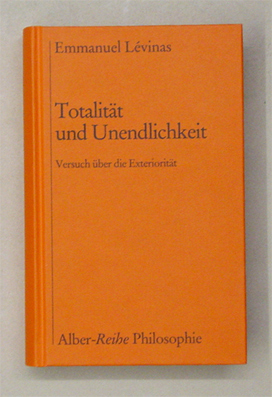 Emmanuel Lévinas
Totalität
und Unendlichkeit
Versuch über die Exteriorität
Alber-Reihe Philosophie